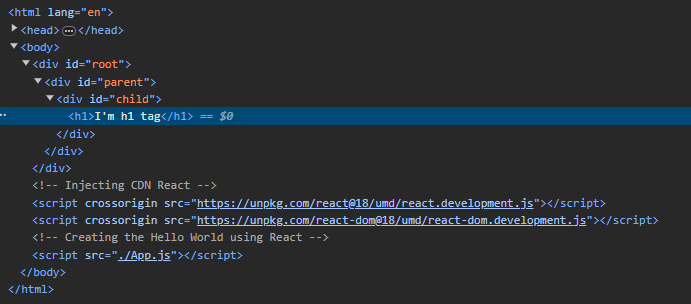 <html lang="en">
<head>…</head>
<body>
<div id="root">
<div id="parent">
<div id="child">
<h1>I'm h1 tag</h1> == $0
</div>
</div>
</div>
<!-- Injecting CDN React -->
<script crossorigin src="https://unpkg.com/react@18/umd/react.development.js"></script>
<script crossorigin src="https://unpkg.com/react-dom@18/umd/react-dom.development.js"></script>
<!-- Creating the Hello World using React -->
<script src="./App.js"></script>
</body>
</html>